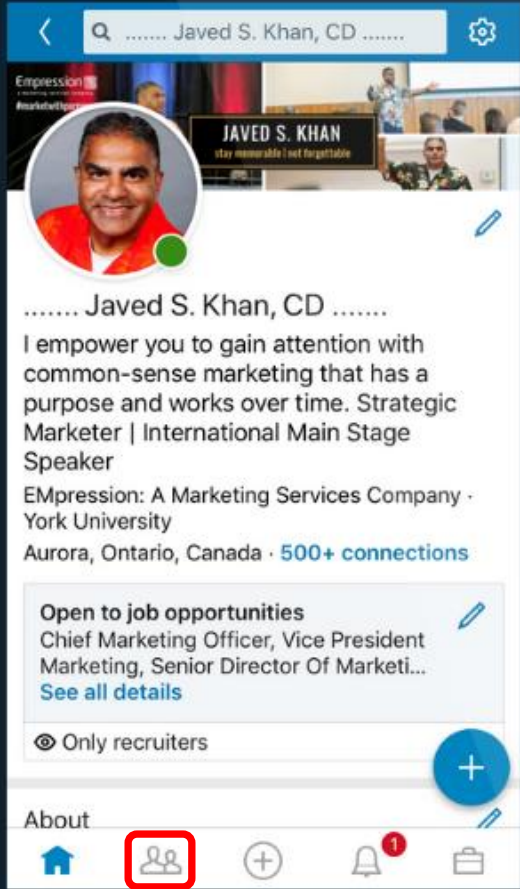 ....... Javed S. Khan, CD .......
Empression
#marketwithpurpose
JAVED S. KHAN
stay memorable | not forgettable
....... Javed S. Khan, CD .......
I empower you to gain attention with
common-sense marketing that has a
purpose and works over time. Strategic
Marketer | International Main Stage
Speaker
EMpression: A Marketing Services Company ·
York University
Aurora, Ontario, Canada · 500+ connections
Open to job opportunities
Chief Marketing Officer, Vice President
Marketing, Senior Director Of Marketi...
See all details
Only recruiters
About
1